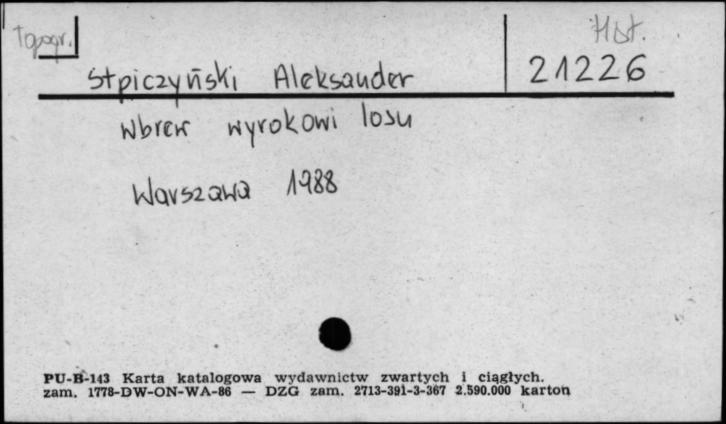 Topogr. Hist.
Stpiczyński Aleksander 21226
Wbrew wyrokowi losu
Warszawa 1988
PU-B-143 Karta katalogowa wydawnictw zwartych i ciągłych.
zam. 1778-DW-ON-WA-86 — DZG zam. 2713-391-3-367 2.590.000 karton